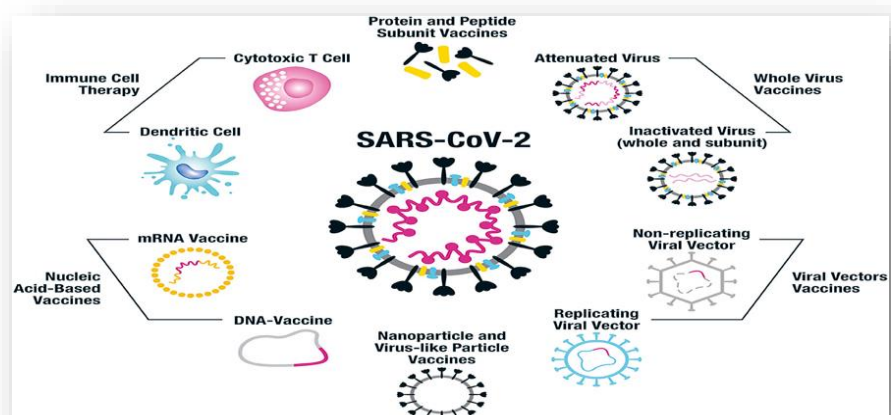 Protein and Peptide
Subunit Vaccines
Cytotoxic T Cell
Attenuated Virus
Immune Cell
Therapy
Whole Virus
Vaccines
Dendritic Cell
SARS-CoV-2
Inactivated Virus
(whole and subunit)
mRNA Vaccine
Non-replicating
Viral Vector
Nucleic
Acid-Based
Vaccines
Viral Vectors
Vaccines
DNA-Vaccine
Nanoparticle and
Virus-like Particle
Vaccines
Replicating
Viral Vector